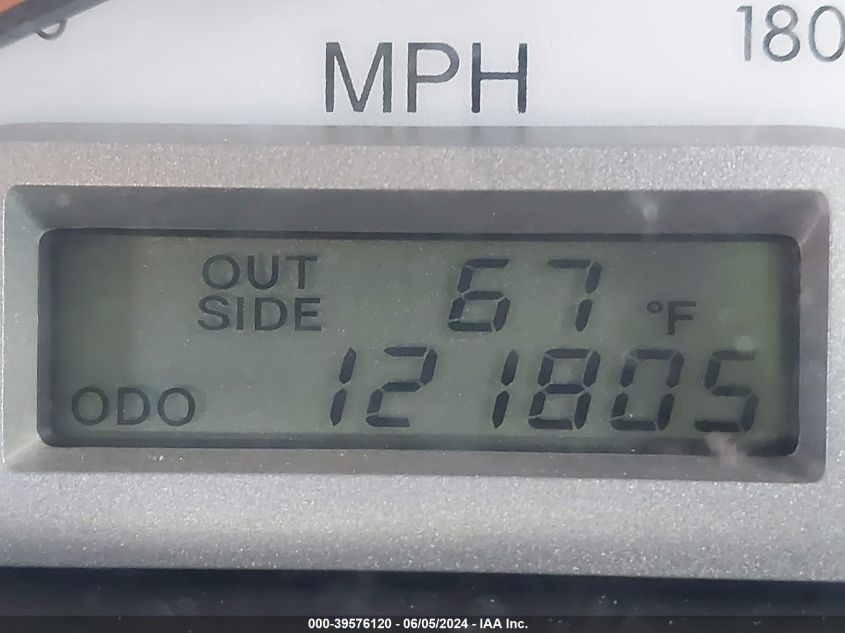 180
MPH
OUT
SIDE 67 °F
ODO 121805
000-39576120 - 06/05/2024 - IAA Inc.